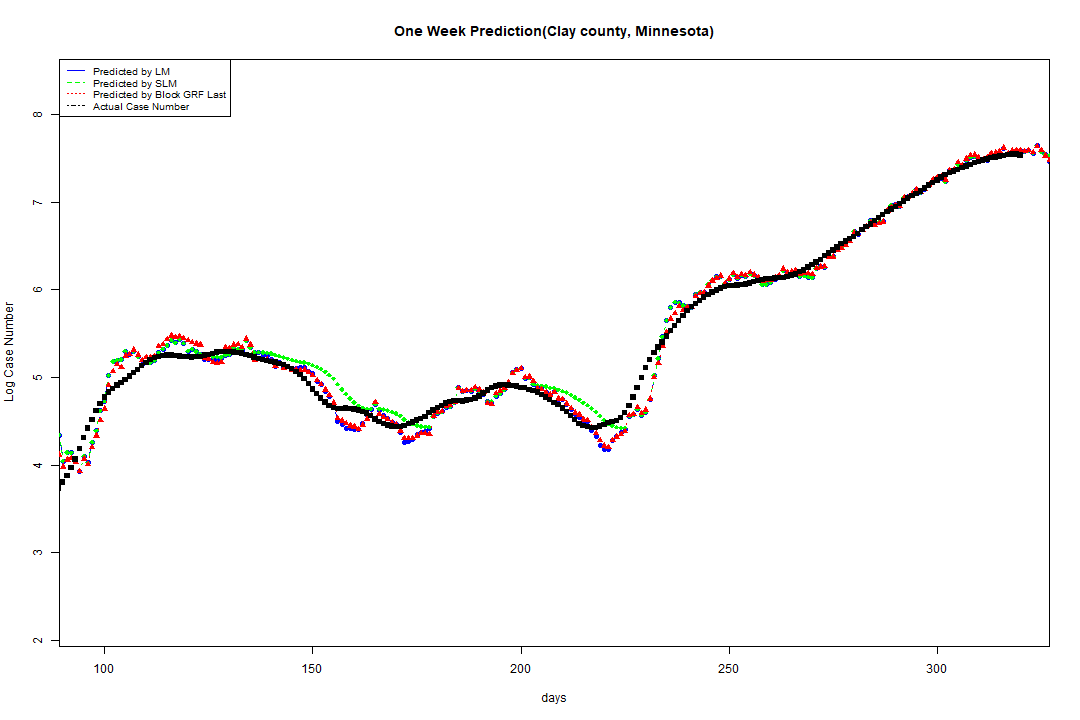 One Week Prediction(Clay county, Minnesota)
Predicted by LM
Predicted by SLM
Predicted by Block GRF Last
Actual Case Number
8
7
6
5
4
3
2
Log Case Number
100 150 200 250 300
days